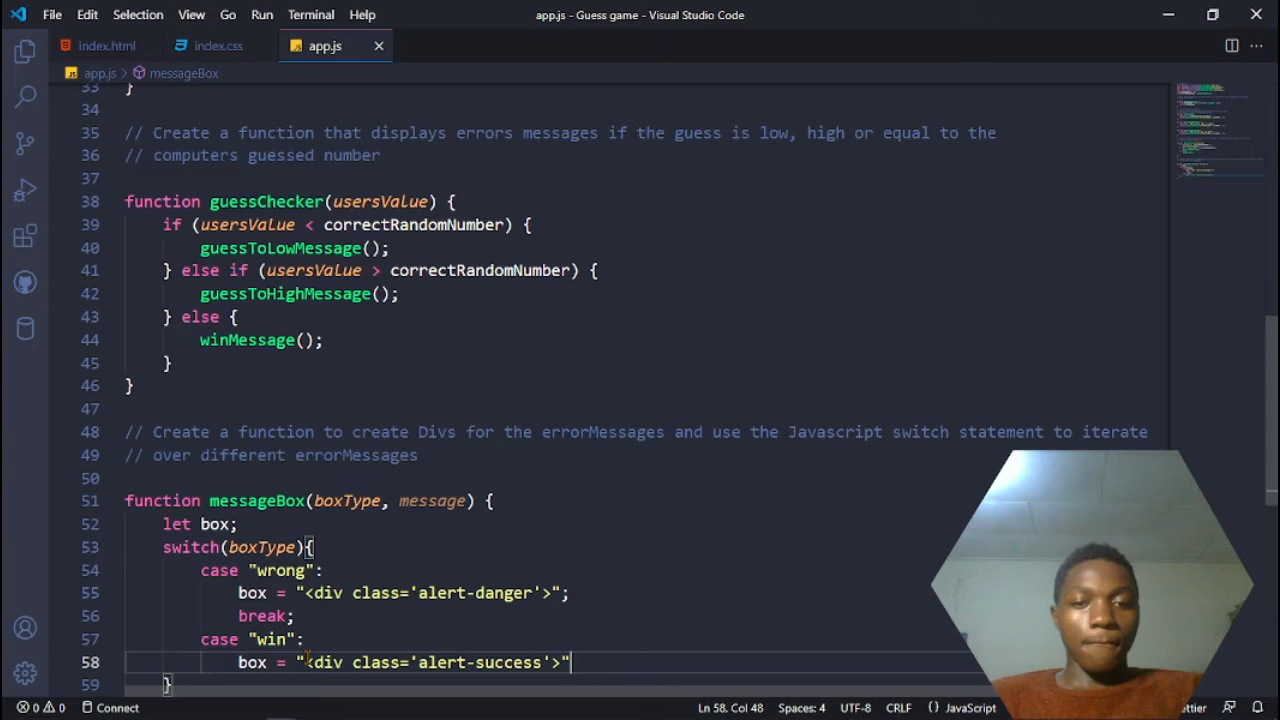 File Edit Selection View Go Run Terminal Help app.js - Guess game - Visual Studio Code
index.html index.css JS app.js
JS app.js > messageBox
33 }
34
35 // Create a function that displays errorr messages if the guess is low, high or equal to the
36 // computers guessed number
37
38 function guessChecker(usersValue) {
39 if (usersValue < correctRandomNumber) {
40 guessToLowMessage();
41 } else if (usersValue > correctRandomNumber) {
42 guessToHighMessage();
43 } else {
44 winMessage();
45 }
46 }
47
48 // Create a function to create Divs for the errorMessages and use the Javascript switch statement to iterate
49 // over different errorMessages
50
51 function messageBox(boxType, message) {
52 let box;
53 switch(boxType){
54 case "wrong":
55 box = "<div class='alert-danger'>";
56 break;
57 case "win":
58 box = "<div class='alert-success'>"
59 }
0 0 Connect Ln 58, Col 48 Spaces: 4 UTF-8 CRLF {} JavaScript